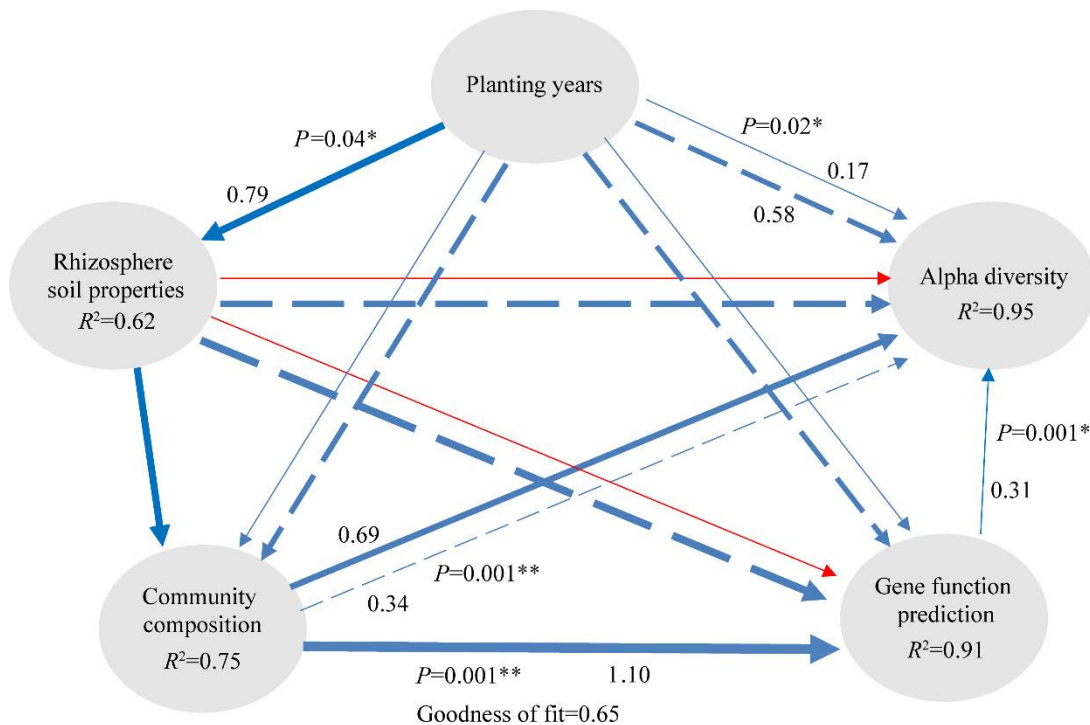 Planting years
P=0.04*
P=0.02*
0.79
0.17
0.58
Rhizosphere
soil properties
R²=0.62
Alpha diversity
R²=0.95
P=0.001*
0.31
0.69
P=0.001**
0.34
Community
composition
R²=0.75
Gene function
prediction
R²=0.91
P=0.001**
1.10
Goodness of fit=0.65